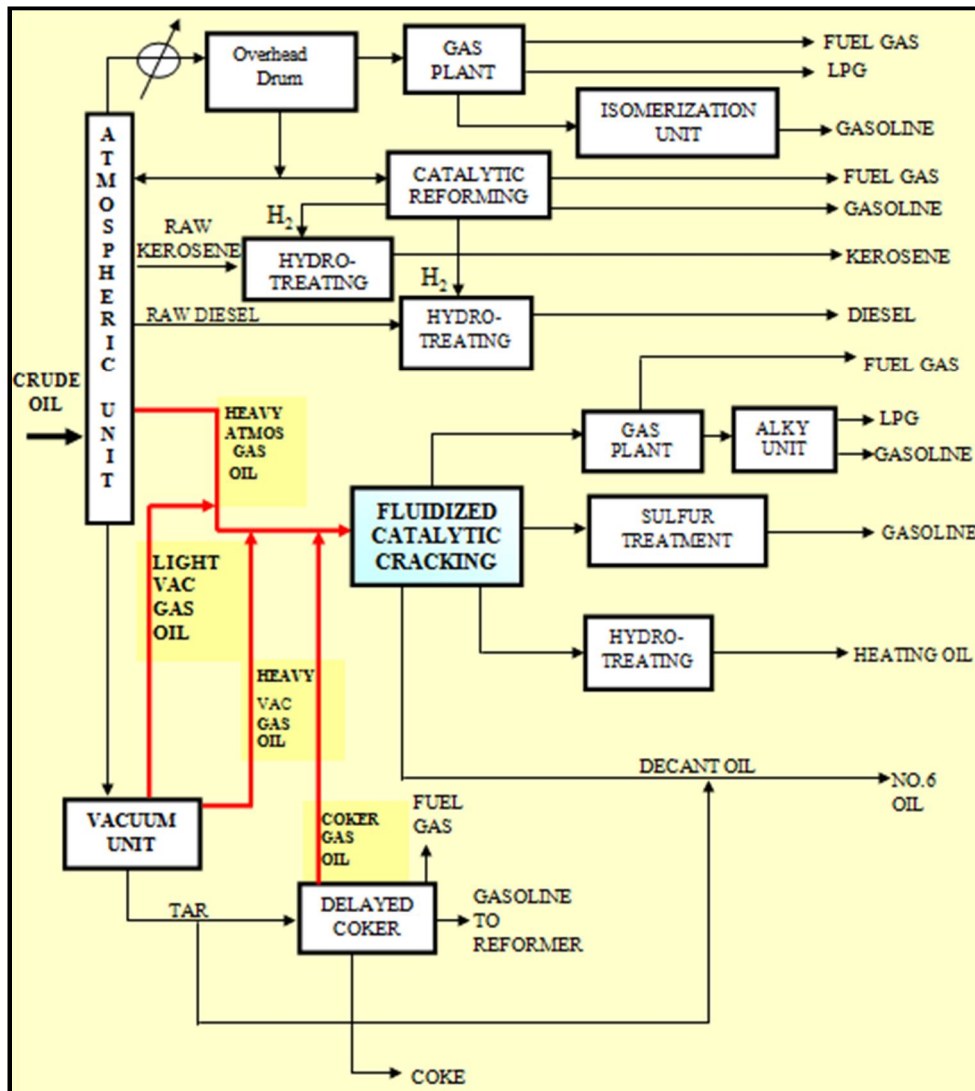 Overhead
Drum
GAS
PLANT
FUEL GAS
LPG
ISOMERIZATION
UNIT
GASOLINE
A
T
M
O
S
P
H
E
R
I
C
U
N
I
T
CATALYTIC
REFORMING
FUEL GAS
GASOLINE
H2
RAW
KEROSENE
HYDRO-
TREATING
KEROSENE
H2
RAW DIESEL
HYDRO-
TREATING
DIESEL
CRUDE
OIL
FUEL
GAS
HEAVY
ATMOS
GAS
OIL
GAS
PLANT
ALKY
UNIT
LPG
GASOLINE
FLUIDIZED
CATALYTIC
CRACKING
SULFUR
TREATMENT
GASOLINE
LIGHT
VAC
GAS
OIL
HYDRO-
TREATING
HEATING OIL
HEAVY
VAC
GAS
OIL
DECANT OIL
NO.6
OIL
VACUUM
UNIT
COKER
GAS
OIL
FUEL
GAS
TAR
DELAYED
COKER
GASOLINE
TO
REFORMER
COKE